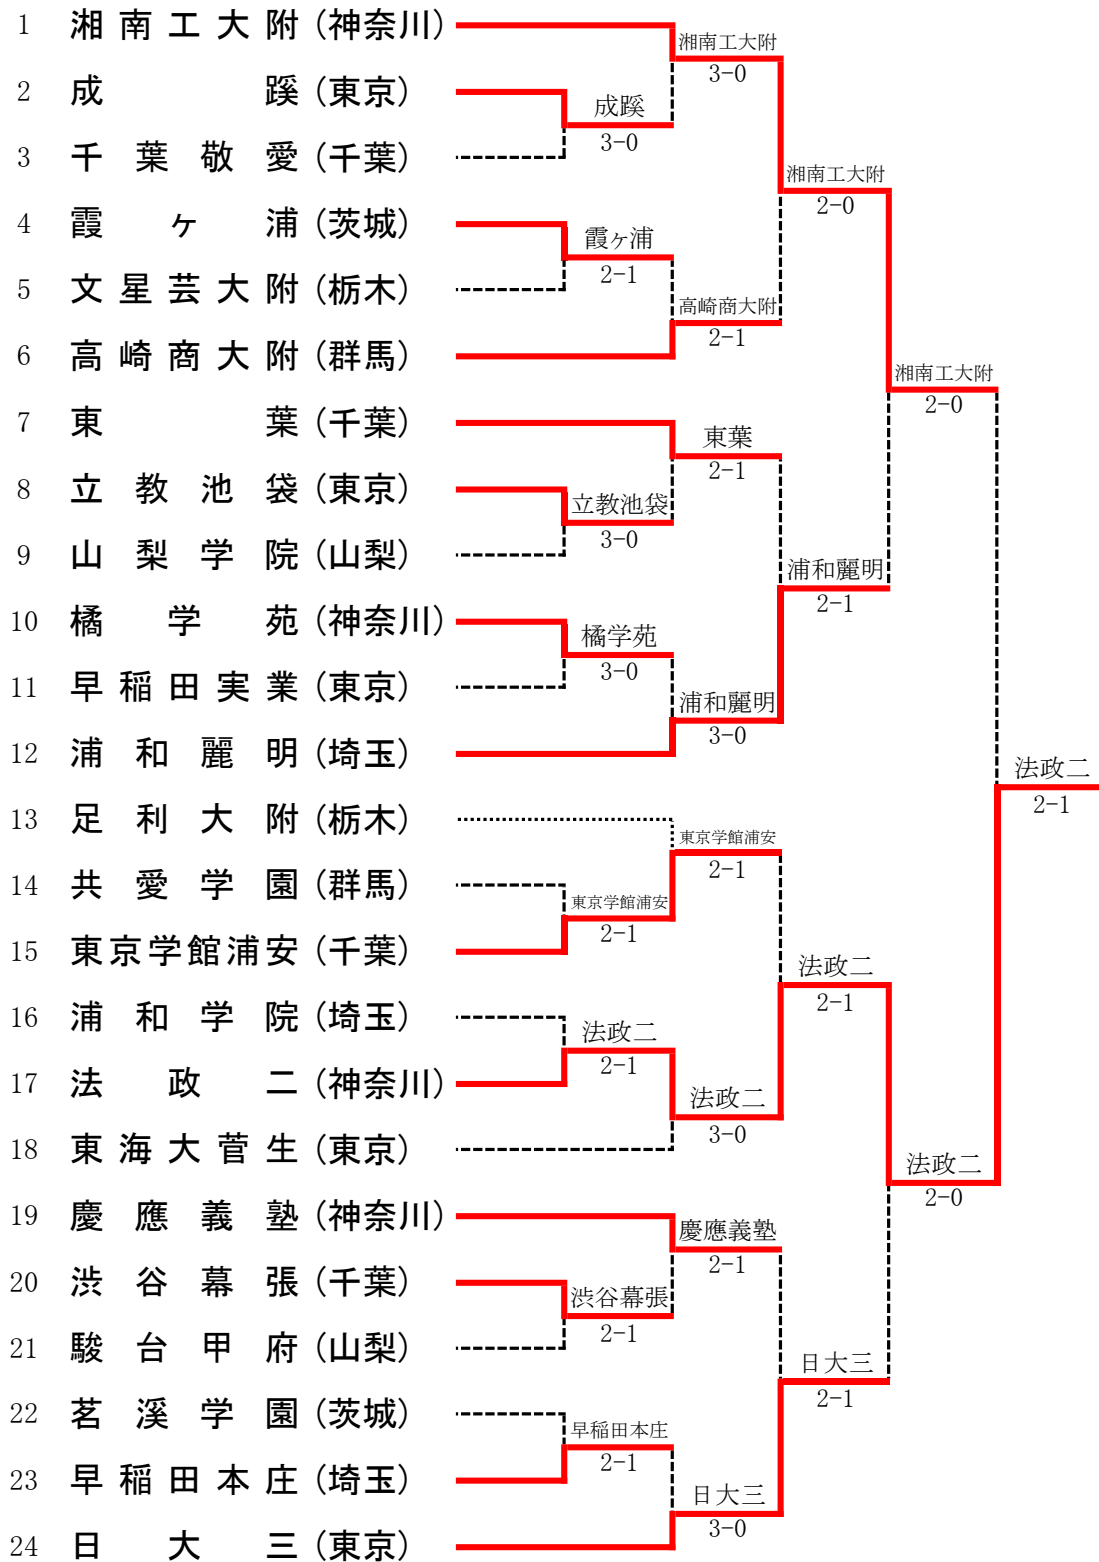 1 湘南工大附 (神奈川)
湘南工大附
3-0
2 成蹊 (東京)
成蹊
3-0
3 千葉敬愛 (千葉)
湘南工大附
2-0
4 霞ヶ浦 (茨城)
霞ヶ浦
2-1
5 文星芸大附 (栃木)
高崎商大附
2-1
6 高崎商大附 (群馬)
湘南工大附
2-0
7 東葉 (千葉)
東葉
2-1
8 立教池袋 (東京)
立教池袋
3-0
9 山梨学院 (山梨)
浦和麗明
2-1
10 橘学苑 (神奈川)
橘学苑
3-0
11 早稲田実業 (東京)
浦和麗明
3-0
12 浦和麗明 (埼玉)
法政二
2-1
13 足利大附 (栃木)
東京学館浦安
2-1
14 共愛学園 (群馬)
東京学館浦安
2-1
15 東京学館浦安 (千葉)
法政二
2-1
16 浦和学院 (埼玉)
法政二
2-1
17 法政二 (神奈川)
法政二
3-0
18 東海大菅生 (東京)
法政二
2-0
19 慶應義塾 (神奈川)
慶應義塾
2-1
20 渋谷幕張 (千葉)
渋谷幕張
2-1
21 駿台甲府 (山梨)
日大三
2-1
22 茗溪学園 (茨城)
早稲田本庄
2-1
23 早稲田本庄 (埼玉)
日大三
3-0
24 日大三 (東京)